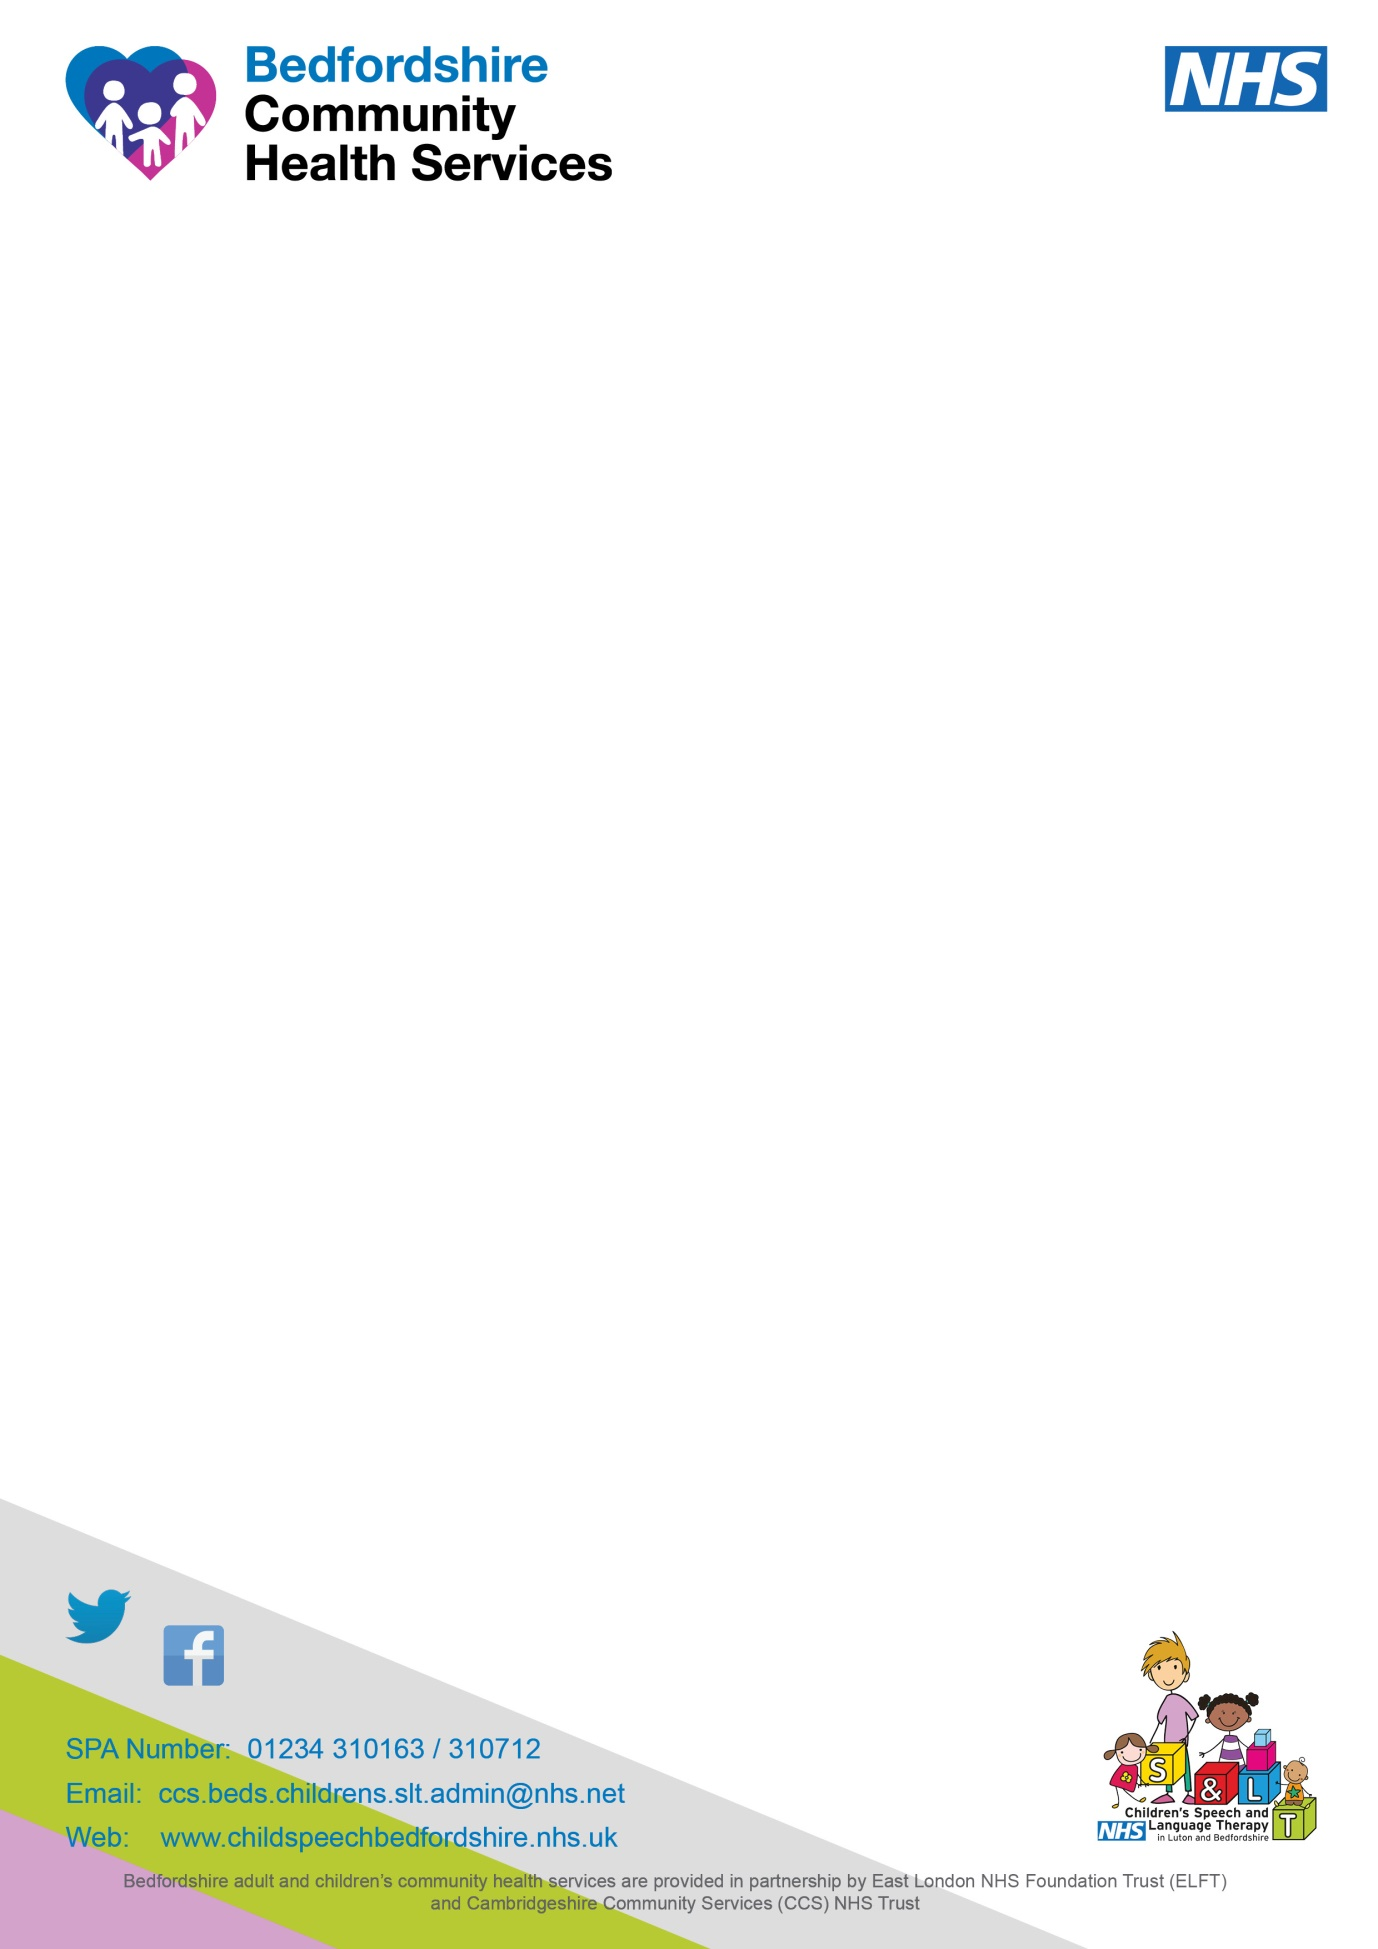 Bedfordshire
Community
Health Services
NHS
SPA Number: 01234 310163 / 310712
Email: ccs.beds.childrens.slt.admin@nhs.net
Web: www.childspeechbedfordshire.nhs.uk
S & L T
Children's Speech and
NHS Language Therapy
in Luton and Bedfordshire
Bedfordshire adult and children's community health services are provided in partnership by East London NHS Foundation Trust (ELFT)
and Cambridgeshire Community Services (CCS) NHS Trust